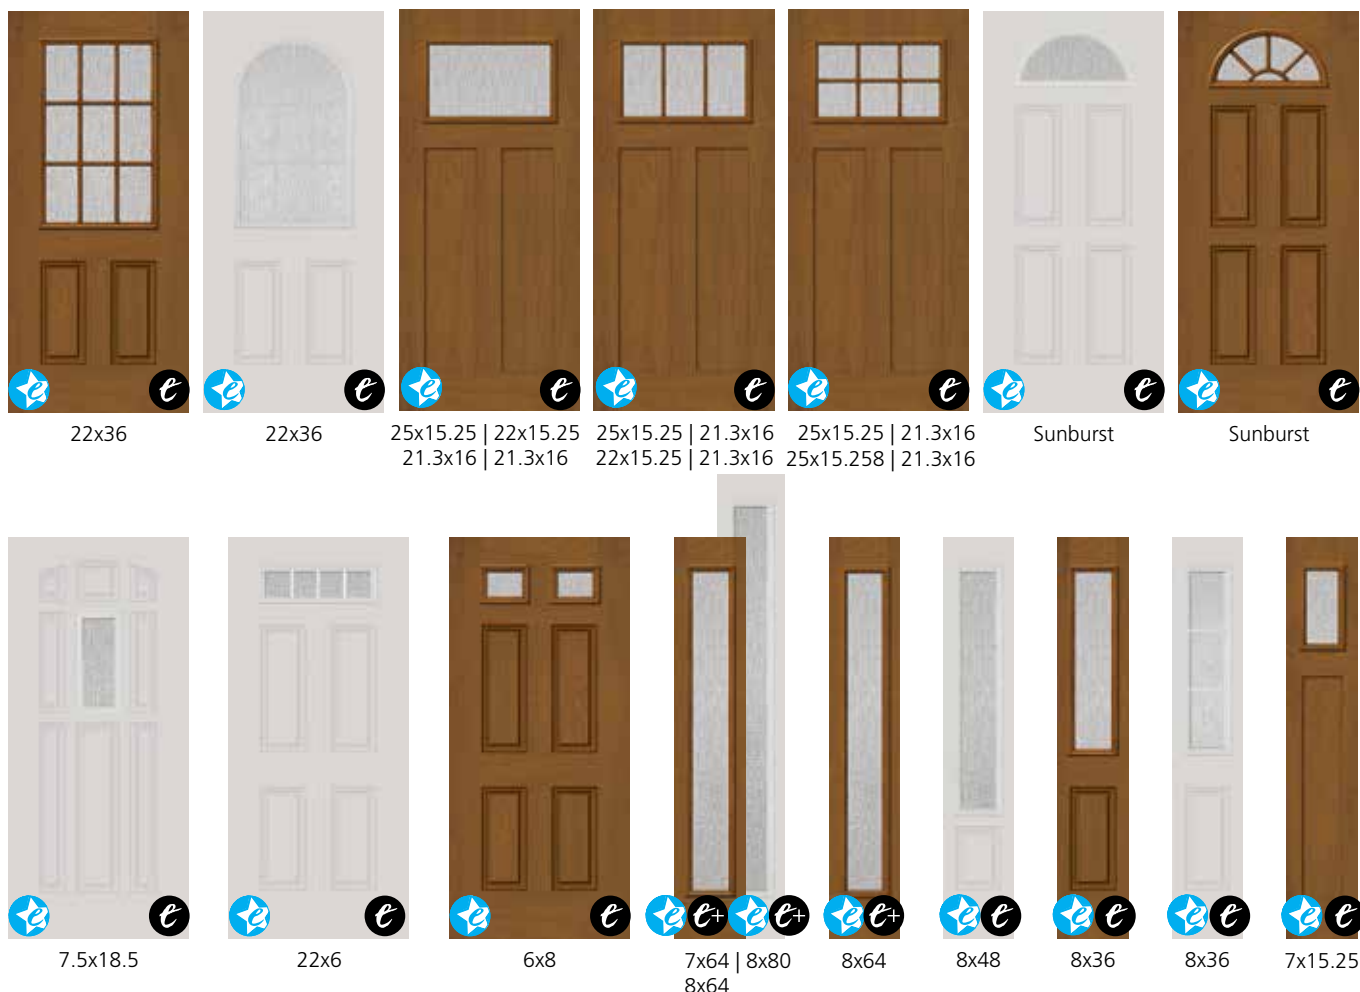 22x36
22x36
25x15.25 | 22x15.25
21.3x16 | 21.3x16
25x15.25 | 21.3x16
22x15.25 | 21.3x16
25x15.25 | 21.3x16
25x15.258 | 21.3x16
Sunburst
Sunburst
e e e e e e e e e e e e e e
7.5x18.5
22x6
6x8
7x64 | 8x80
8x64
8x64
8x48
8x36
8x36
7x15.25
e e e e e e e e+ e e+ e e+ e e e e e e e e